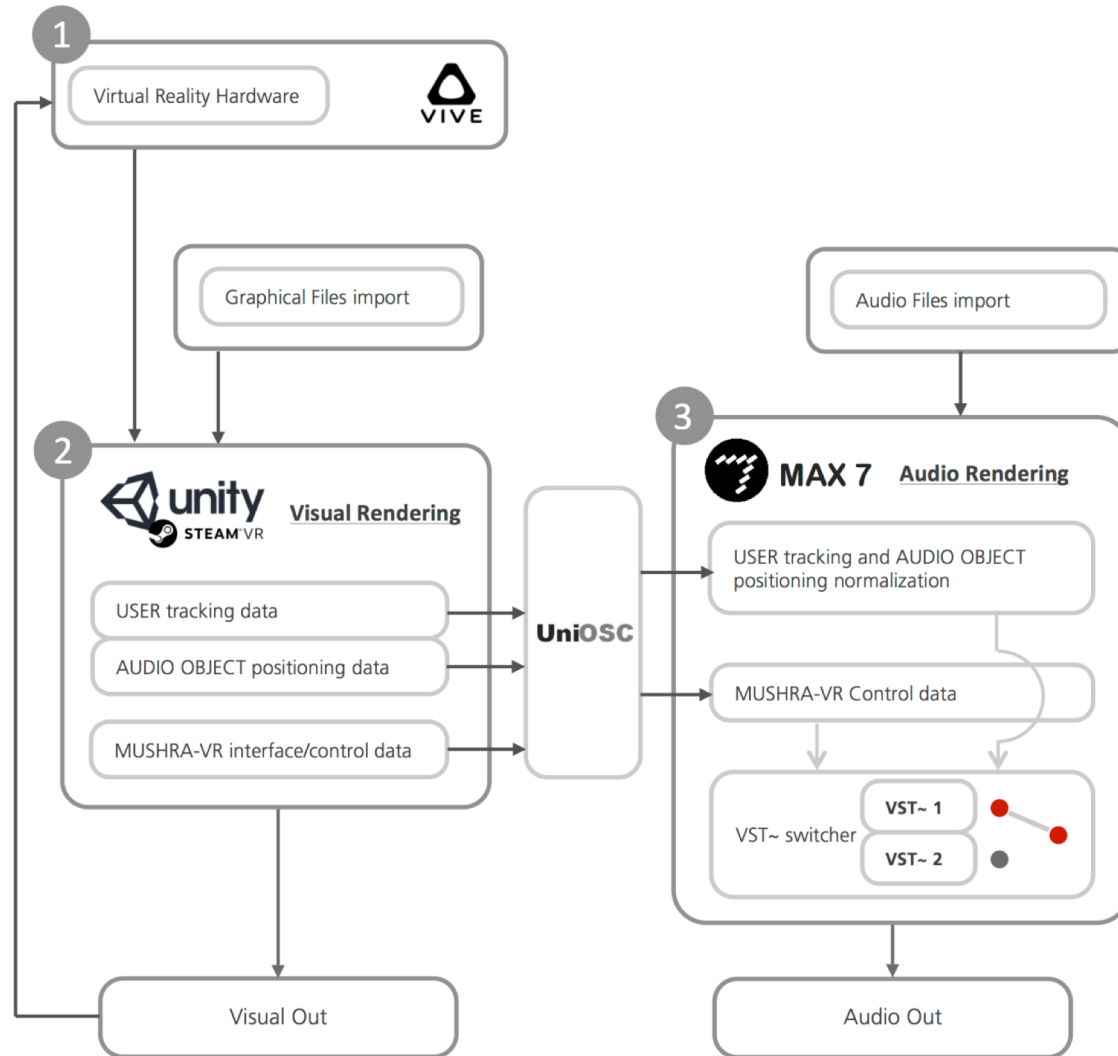 1
Virtual Reality Hardware
VIVE
Graphical Files import
Audio Files import
2
unity
STEAM®VR
Visual Rendering
USER tracking data
AUDIO OBJECT positioning data
MUSHRA-VR interface/control data
UniOSC
3
MAX 7
Audio Rendering
USER tracking and AUDIO OBJECT
positioning normalization
MUSHRA-VR Control data
VST~ switcher
VST~ 1
VST~ 2
Visual Out
Audio Out